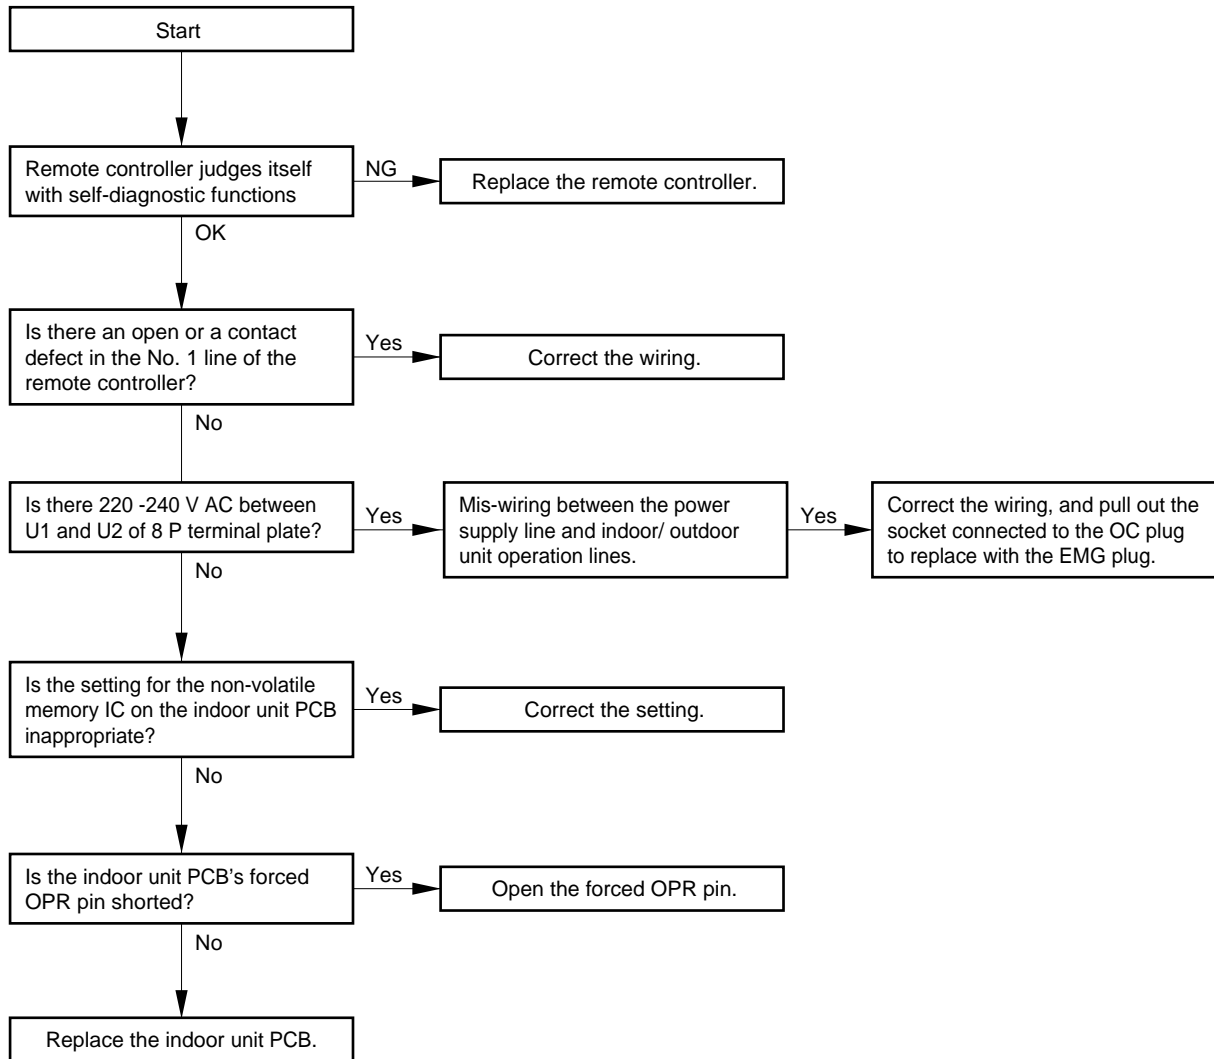 Start
Remote controller judges itself
with self-diagnostic functions
NG
Replace the remote controller.
OK
Is there an open or a contact
defect in the No. 1 line of the
remote controller?
Yes
Correct the wiring.
No
Is there 220 -240 V AC between
U1 and U2 of 8 P terminal plate?
Yes
Mis-wiring between the power
supply line and indoor/ outdoor
unit operation lines.
Yes
Correct the wiring, and pull out the
socket connected to the OC plug
to replace with the EMG plug.
No
Is the setting for the non-volatile
memory IC on the indoor unit PCB
inappropriate?
Yes
Correct the setting.
No
Is the indoor unit PCB’s forced
OPR pin shorted?
Yes
Open the forced OPR pin.
No
Replace the indoor unit PCB.